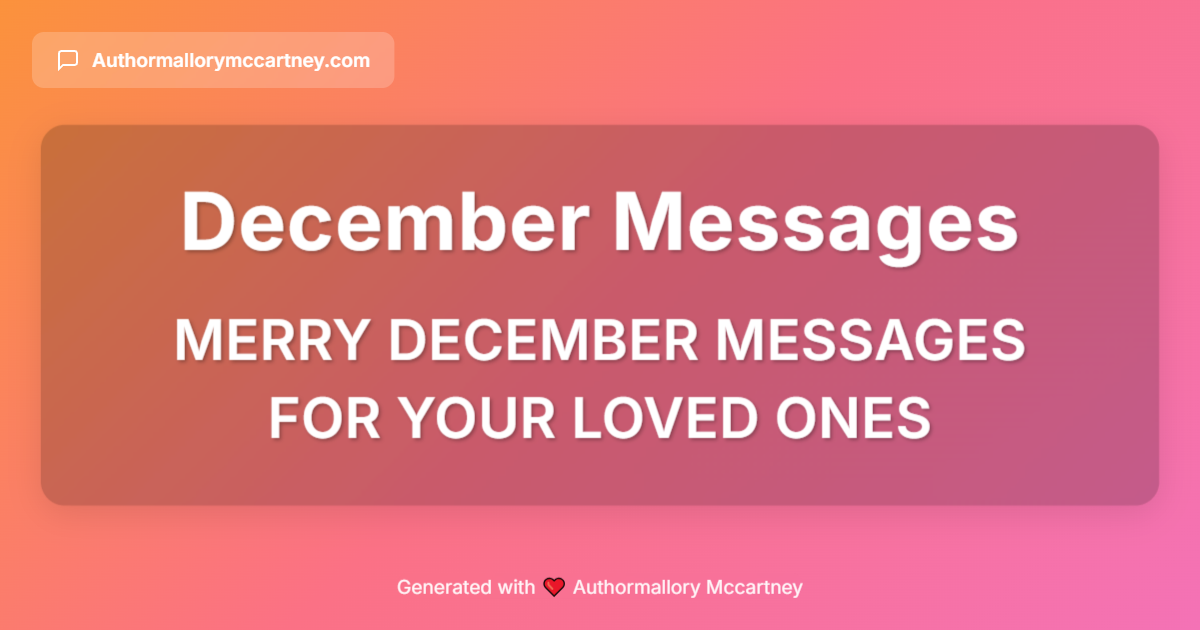 Authormallorymccartney.com
December Messages
MERRY DECEMBER MESSAGES
FOR YOUR LOVED ONES
Generated with ❤️ Authormallory Mccartney